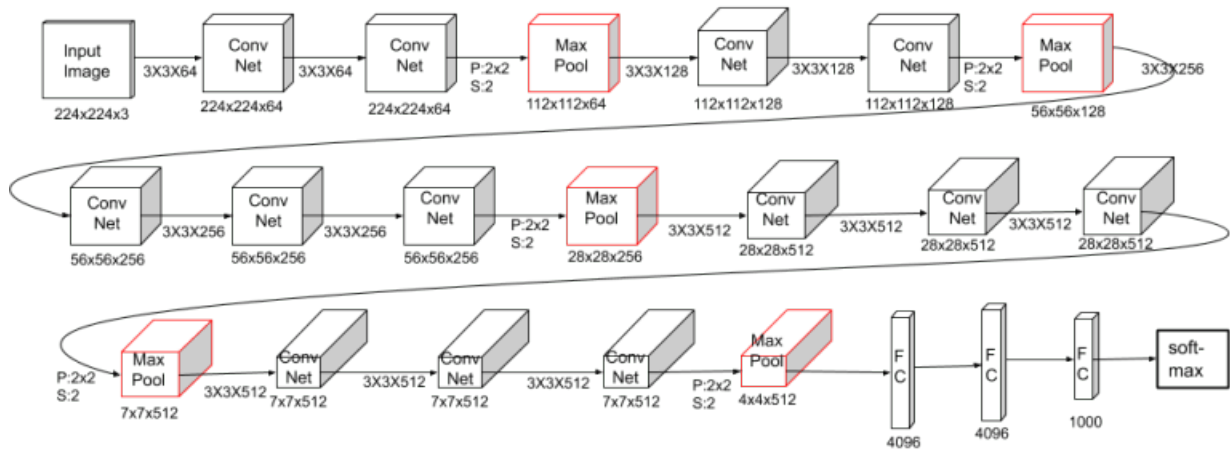 Input
Image
224x224x3
3X3X64
Conv
Net
224x224x64
3X3X64
Conv
Net
224x224x64
P:2x2
S:2
Max
Pool
112x112x64
3X3X128
Conv
Net
112x112x128
3X3X128
Conv
Net
112x112x128
P:2x2
S:2
Max
Pool
56x56x128
3X3X256
Conv
Net
56x56x256
3X3X256
Conv
Net
56x56x256
3X3X256
Conv
Net
56x56x256
P:2x2
S:2
Max
Pool
28x28x256
3X3X512
Conv
Net
28x28x512
3X3X512
Conv
Net
28x28x512
3X3X512
Conv
Net
28x28x512
P:2x2
S:2
Max
Pool
7x7x512
3X3X512
Conv
Net
7x7x512
3X3X512
Conv
Net
7x7x512
3X3X512
Conv
Net
7x7x512
P:2x2
S:2
Max
Pool
4x4x512
FC
4096
FC
4096
FC
1000
soft-
max